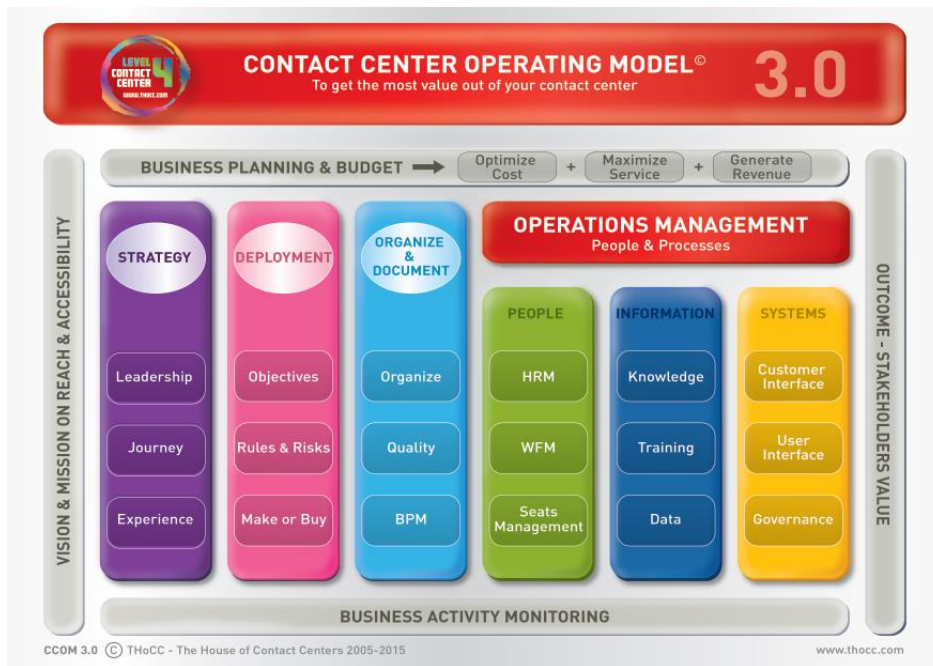 LEVEL 4
CONTACT
CENTER
WWW.THOCC.COM
CONTACT CENTER OPERATING MODEL©
To get the most value out of your contact center
3.0
VISION & MISSION ON REACH & ACCESSIBILITY
BUSINESS PLANNING & BUDGET → Optimize Cost + Maximize Service + Generate Revenue
STRATEGY
Leadership
Journey
Experience
DEPLOYMENT
Objectives
Rules & Risks
Make or Buy
ORGANIZE
&
DOCUMENT
Organize
Quality
BPM
OPERATIONS MANAGEMENT
People & Processes
PEOPLE
HRM
WFM
Seats
Management
INFORMATION
Knowledge
Training
Data
SYSTEMS
Customer
Interface
User
Interface
Governance
OUTCOME - STAKEHOLDERS VALUE
BUSINESS ACTIVITY MONITORING
CCOM 3.0 © THoCC - The House of Contact Centers 2005-2015
www.thocc.com